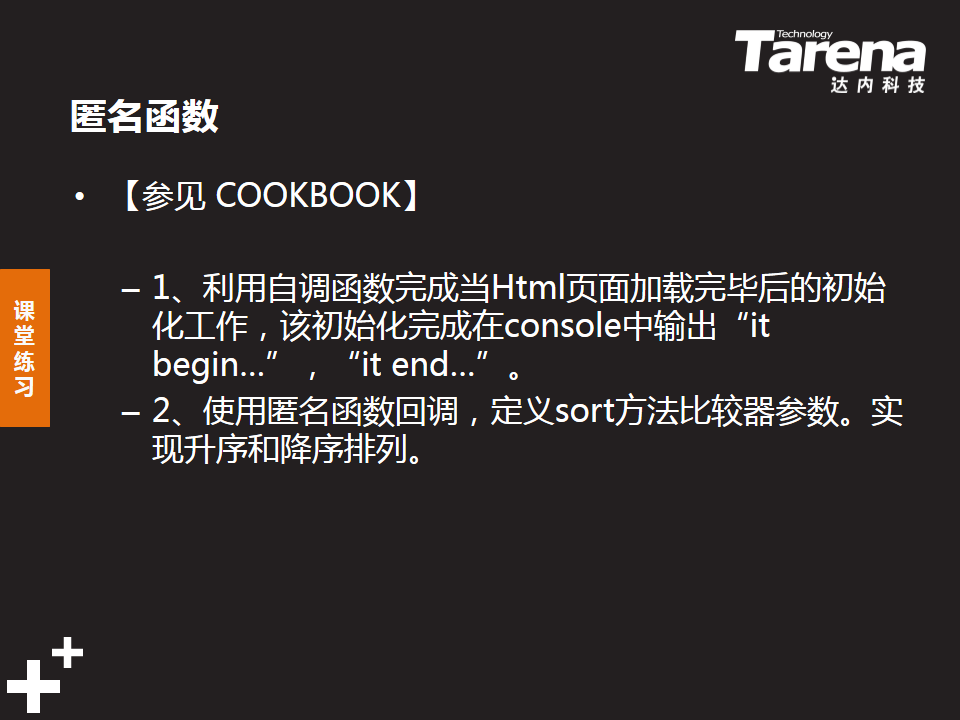 Technology
Tarena
达内科技
匿名函数
• 【参见 COOKBOOK】
– 1、利用自调函数完成当Html页面加载完毕后的初始
化工作，该初始化完成在console中输出“it
begin…”，“it end…”。
– 2、使用匿名函数回调，定义sort方法比较器参数。实
现升序和降序排列。
课
堂
练
习